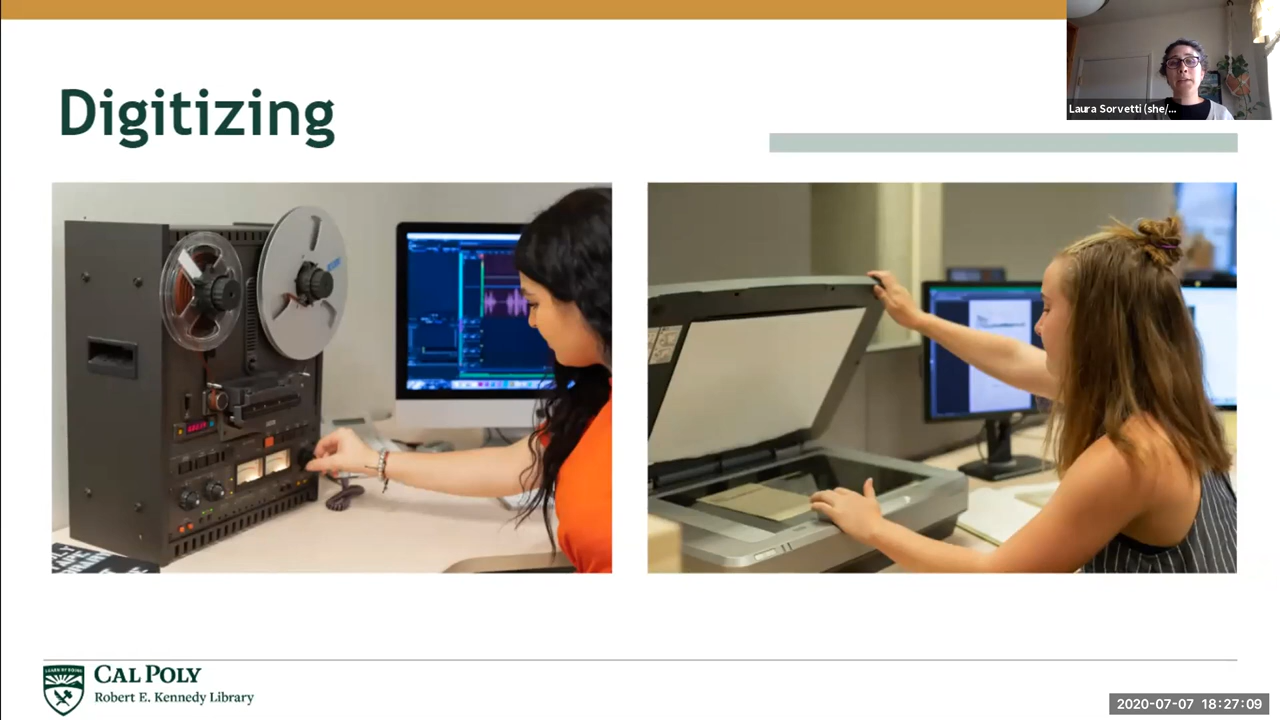 Digitizing
Laura Sorvetti (she/...
CAL POLY
Robert E. Kennedy Library
2020-07-07 18:27:09